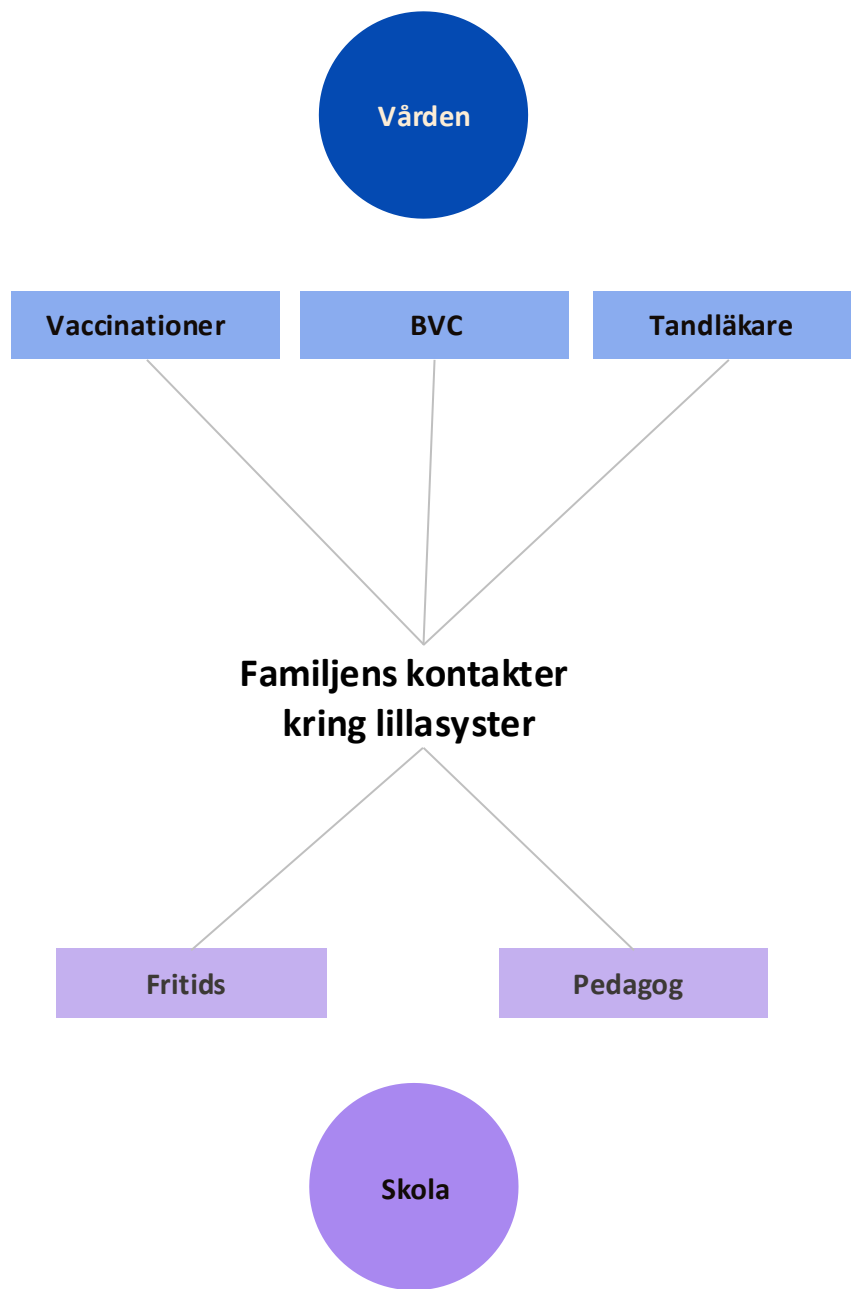 Vården
Vaccinationer
BVC
Tandläkare
Familjens kontakter
kring lillasyster
Fritids
Pedagog
Skola